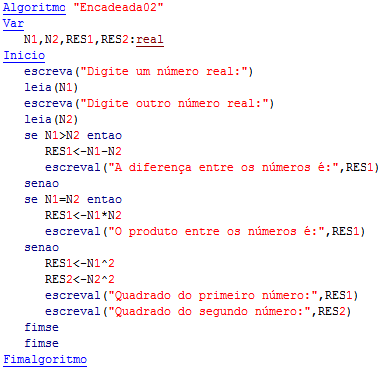 Algoritmo "Encadeada02"
Var
   N1,N2,RES1,RES2:real
Inicio
   escreva("Digite um número real:")
   leia(N1)
   escreva("Digite outro número real:")
   leia(N2)
   se N1>N2 entao
      RES1<-N1-N2
      escreval("A diferença entre os números é:",RES1)
   senao
   se N1=N2 entao
      RES1<-N1*N2
      escreval("O produto entre os números é:",RES1)
   senao
      RES1<-N1^2
      RES2<-N2^2
      escreval("Quadrado do primeiro número:",RES1)
      escreval("Quadrado do segundo número:",RES2)
   fimse
   fimse
Fimalgoritmo